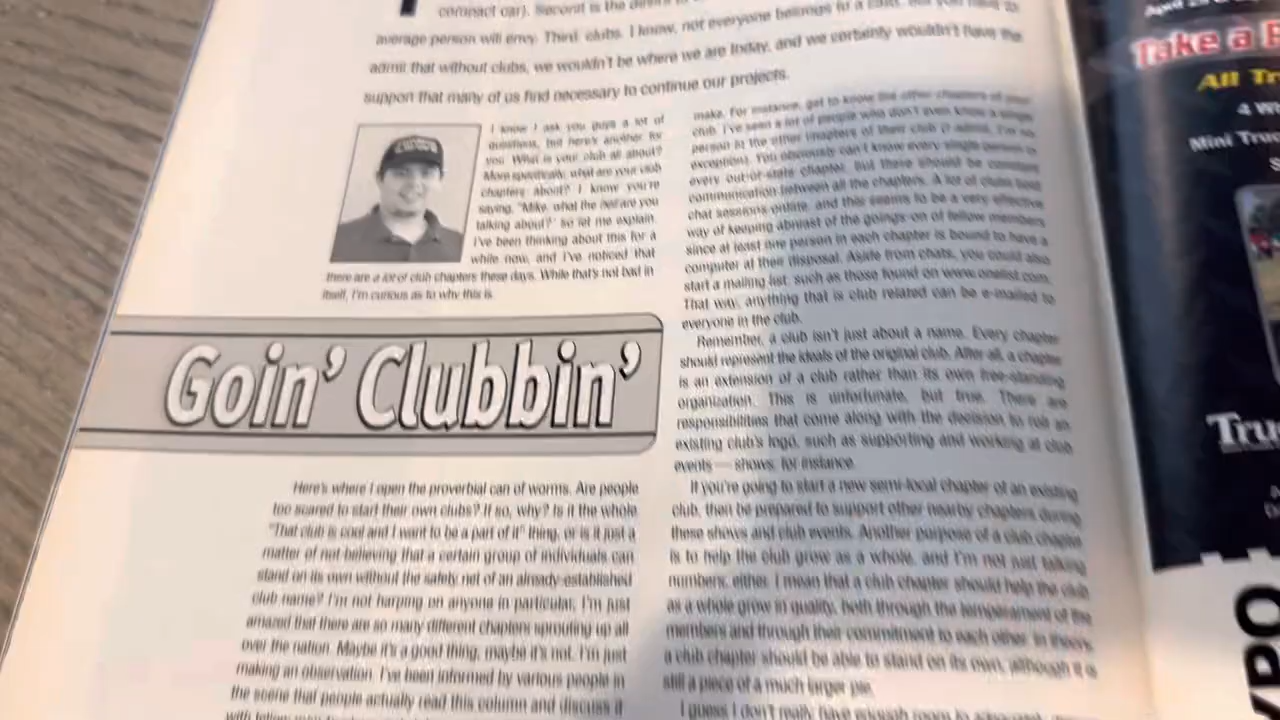 compact car). Second is the
average person will envy. Third, clubs. I know, not everyone belongs to a
admit that without clubs, we wouldn't be where we are today, and we certainly wouldn't have the
support that many of us find necessary to continue our projects.
I know I ask you guys a lot of
questions, but here's another for
you. What is your club all about?
More specifically, what are your club
chapters about? I know you're
saying, "Mike, what the hell are you
talking about?" so let me explain.
I've been thinking about this for a
while now, and I've noticed that
there are a lot of club chapters these days. While that's not bad in
itself, I'm curious as to why this is.
Goin' Clubbin'
Here's where I open the proverbial can of worms. Are people
too scared to start their own clubs? If so, why? Is it the whole
"That club is cool and I want to be a part of it" thing, or is it just a
matter of not believing that a certain group of individuals can
stand on its own without the safety net of an already-established
club name? I'm not harping on anyone in particular, I'm just
amazed that there are so many different chapters sprouting up all
over the nation. Maybe it's a good thing, maybe it's not. I'm just
making an observation. I've been informed by various people in
the scene that people actually read this column and discuss it
make. For instance, get to know the other chapters of your
club. I've seen a lot of people who don't even know a single
person in the other chapters of their club
exception). You obviously can't know every single person in
every out-of-state chapter, but there should be constant
communication between all the chapters. A lot of clubs hold
chat sessions online, and this seems to be a very effective
way of keeping abreast of the goings-on of fellow members
since at least one person in each chapter is bound to have a
computer at their disposal. Aside from chats, you could also
start a mailing list, such as those found on www.onelist.com.
That way, anything that is club related can be e-mailed to
everyone in the club.
Remember, a club isn't just about a name. Every chapter
should represent the ideals of the original club. After all, a chapter
is an extension of a club rather than its own free-standing
organization. This is unfortunate, but true. There are
responsibilities that come along with the decision to roll an
existing club's logo, such as supporting and working at club
events — shows, for instance.
If you're going to start a new semi-local chapter of an existing
club, then be prepared to support other nearby chapters during
these shows and club events. Another purpose of a club chapter
is to help the club grow as a whole, and I'm not just talking
numbers, either. I mean that a club chapter should help the club
as a whole grow in quality, both through the temperament of the
members and through their commitment to each other. In theory,
a club chapter should be able to stand on its own, although it is
still a piece of a much larger pie.
I guess I don't really have enough room to
Take a
All Tr
4 W
Mini Truc
Tru
XPO